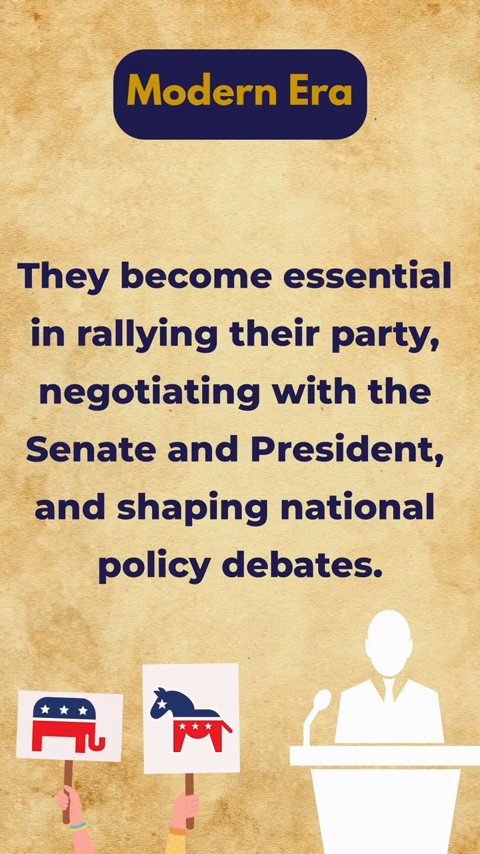 Modern Era
They become essential
in rallying their party,
negotiating with the
Senate and President,
and shaping national
policy debates.